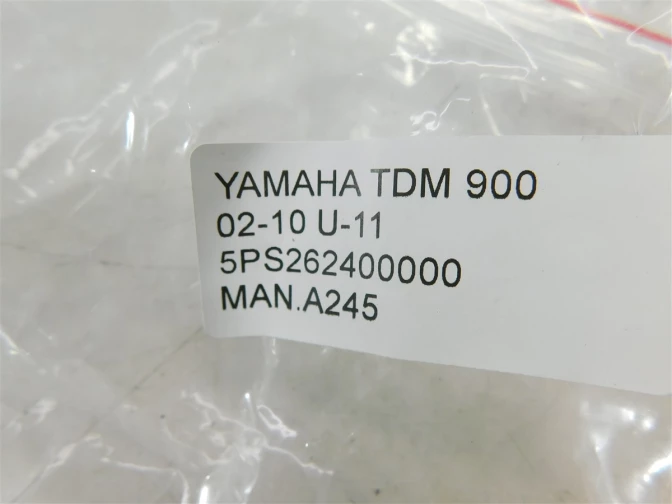 YAMAHA TDM 900
02-10 U-11
5PS262400000
MAN.A245